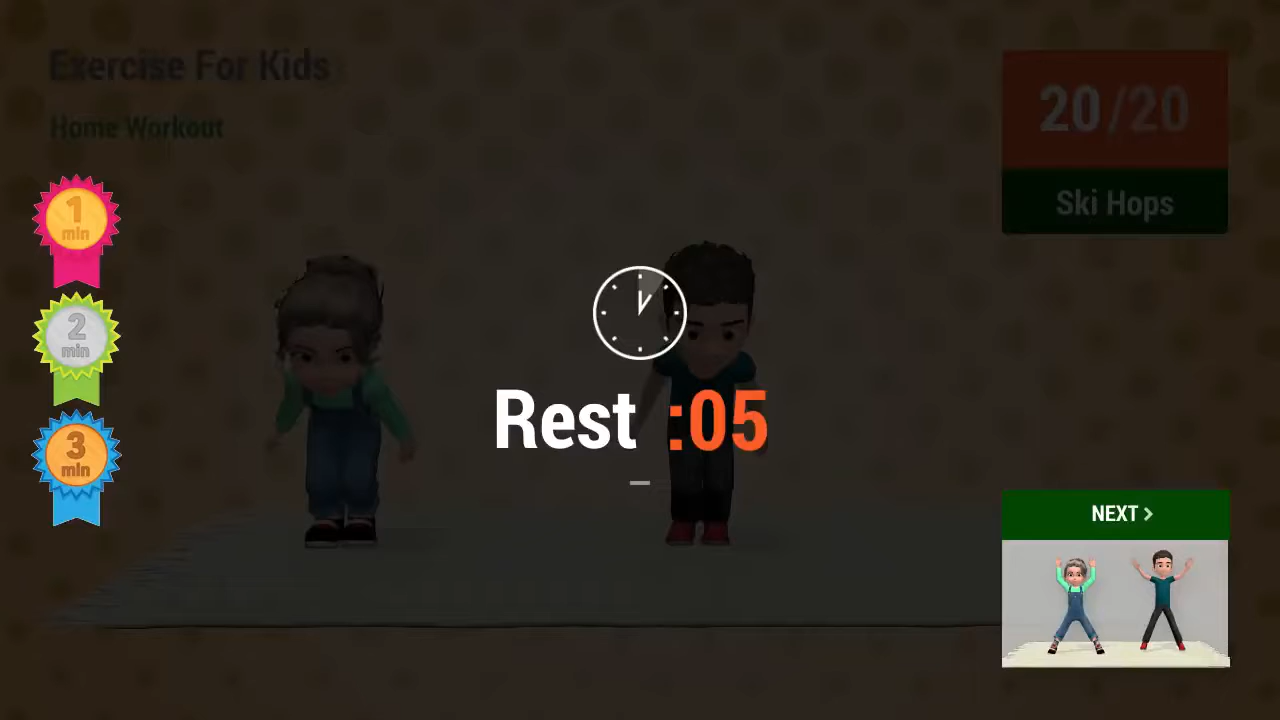 Exercise For Kids
Home Workout
20/20
Ski Hops
1
min
2
min
3
min
Rest :05
NEXT >